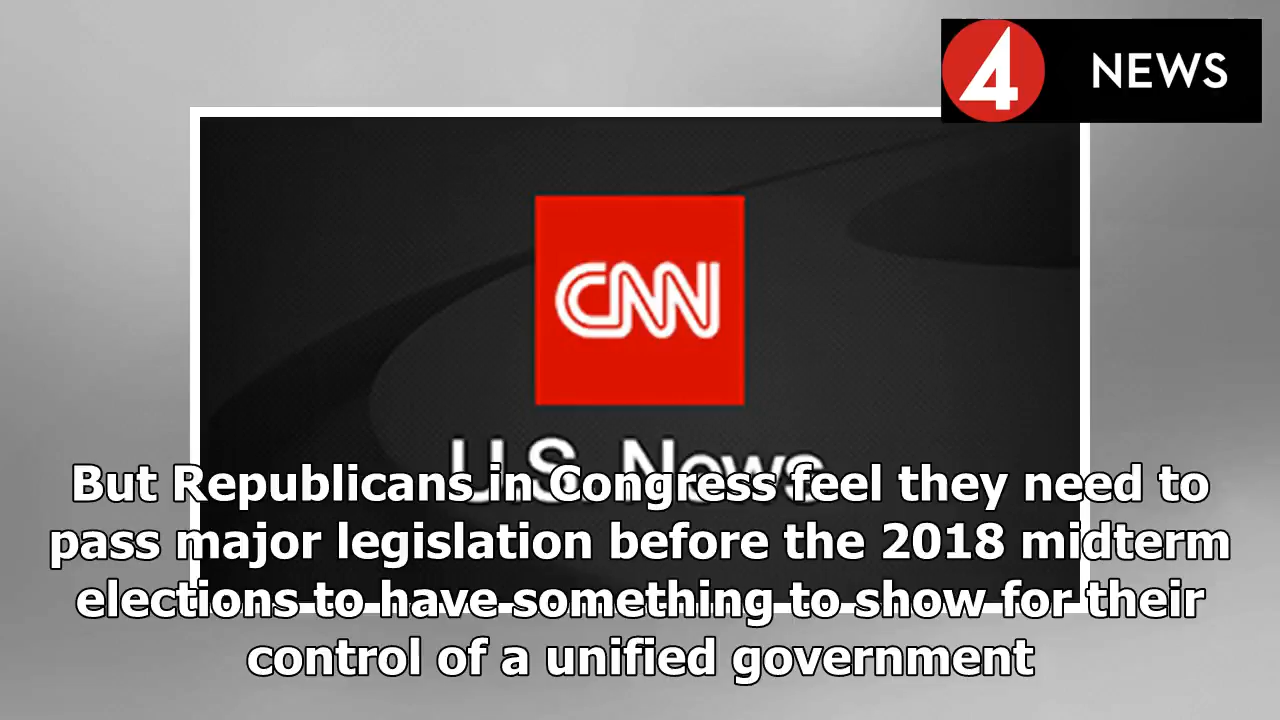 4 NEWS
CNN
U.S. News
But Republicans in Congress feel they need to
pass major legislation before the 2018 midterm
elections to have something to show for their
control of a unified government